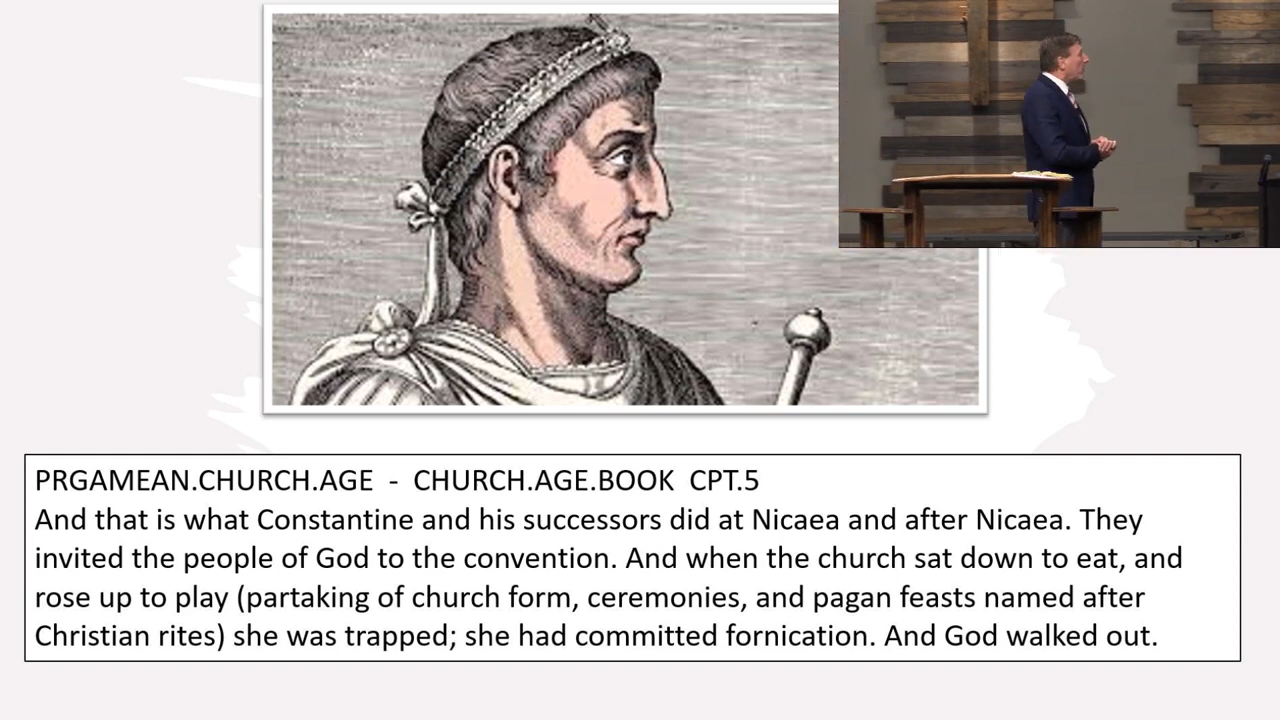 PRGAMEAN.CHURCH.AGE - CHURCH.AGE.BOOK CPT.5
And that is what Constantine and his successors did at Nicaea and after Nicaea. They
invited the people of God to the convention. And when the church sat down to eat, and
rose up to play (partaking of church form, ceremonies, and pagan feasts named after
Christian rites) she was trapped; she had committed fornication. And God walked out.